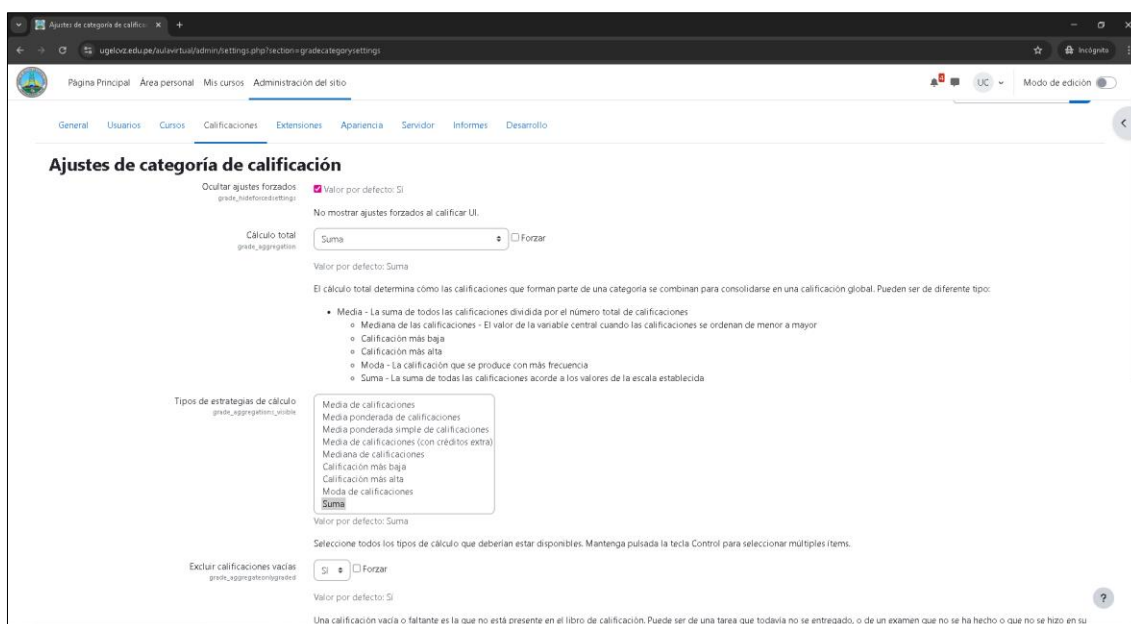 Ajustes de categoría de calific
ugelcvz.edu.pe/aulavirtual/admin/settings.php?section=gradecategorysettings
Incógnito
Página Principal Área personal Mis cursos Administración del sitio
4
UC
Modo de edición
General Usuarios Cursos Calificaciones Extensiones Apariencia Servidor Informes Desarrollo
Ajustes de categoría de calificación
Ocultar ajustes forzados
grade_hideforcedsettings
Valor por defecto: Sí
No mostrar ajustes forzados al calificar UI.
Cálculo total
grade_aggregation
Suma
Forzar
Valor por defecto: Suma
El cálculo total determina cómo las calificaciones que forman parte de una categoría se combinan para consolidarse en una calificación global. Pueden ser de diferente tipo:
• Media - La suma de todos las calificaciones dividida por el número total de calificaciones
Mediana de las calificaciones - El valor de la variable central cuando las calificaciones se ordenan de menor a mayor
Calificación más baja
Calificación más alta
Moda - La calificación que se produce con más frecuencia
Suma - La suma de todas las calificaciones acorde a los valores de la escala establecida
Tipos de estrategias de cálculo
grade_aggregations_visible
Media de calificaciones
Media ponderada de calificaciones
Media ponderada simple de calificaciones
Media de calificaciones (con créditos extra)
Mediana de calificaciones
Calificación más baja
Calificación más alta
Moda de calificaciones
Suma
Valor por defecto: Suma
Seleccione todos los tipos de cálculo que deberían estar disponibles. Mantenga pulsada la tecla Control para seleccionar múltiples ítems.
Excluir calificaciones vacías
grade_aggregateonlygraded
Sí
Forzar
Valor por defecto: Sí
Una calificación vacía o faltante es la que no está presente en el libro de calificación. Puede ser de una tarea que todavía no se entregado, o de un examen que no se ha hecho o que no se hizo en su
?